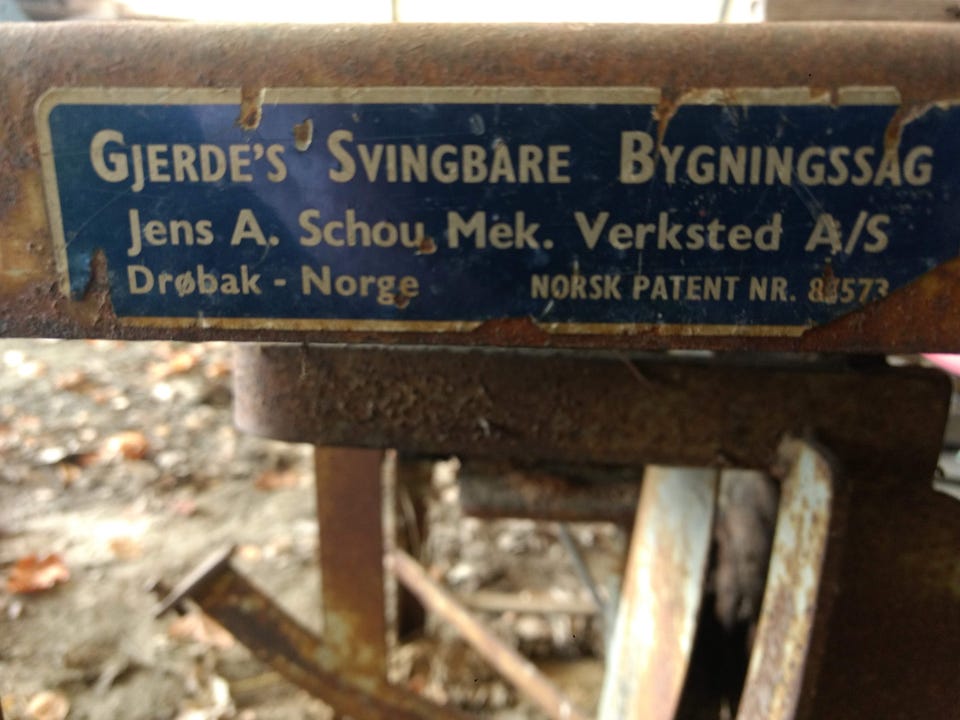 GJERDE'S SVINGBARE BYGNINGSSAG
Jens A. Schou Mek. Verksted A/S
Drøbak - Norge NORSK PATENT NR.